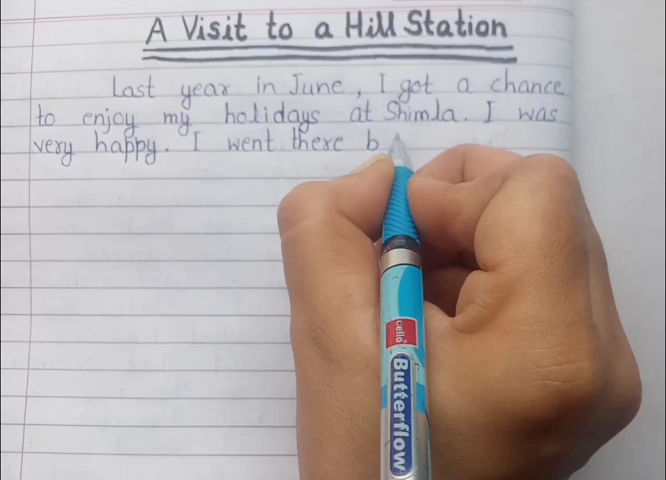 A Visit to a Hill Station
Last year in June, I got a chance
to enjoy my holidays at Shimla. I was
very happy. I went there b
cello
Butterflow